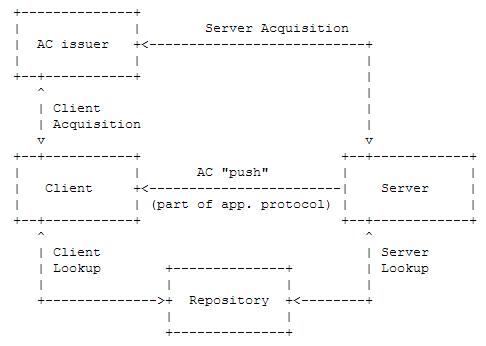 Server Acquisition
AC issuer
Client
Acquisition
AC "push"
Client
Server
(part of app. protocol)
Client
Lookup
Server
Lookup
Repository